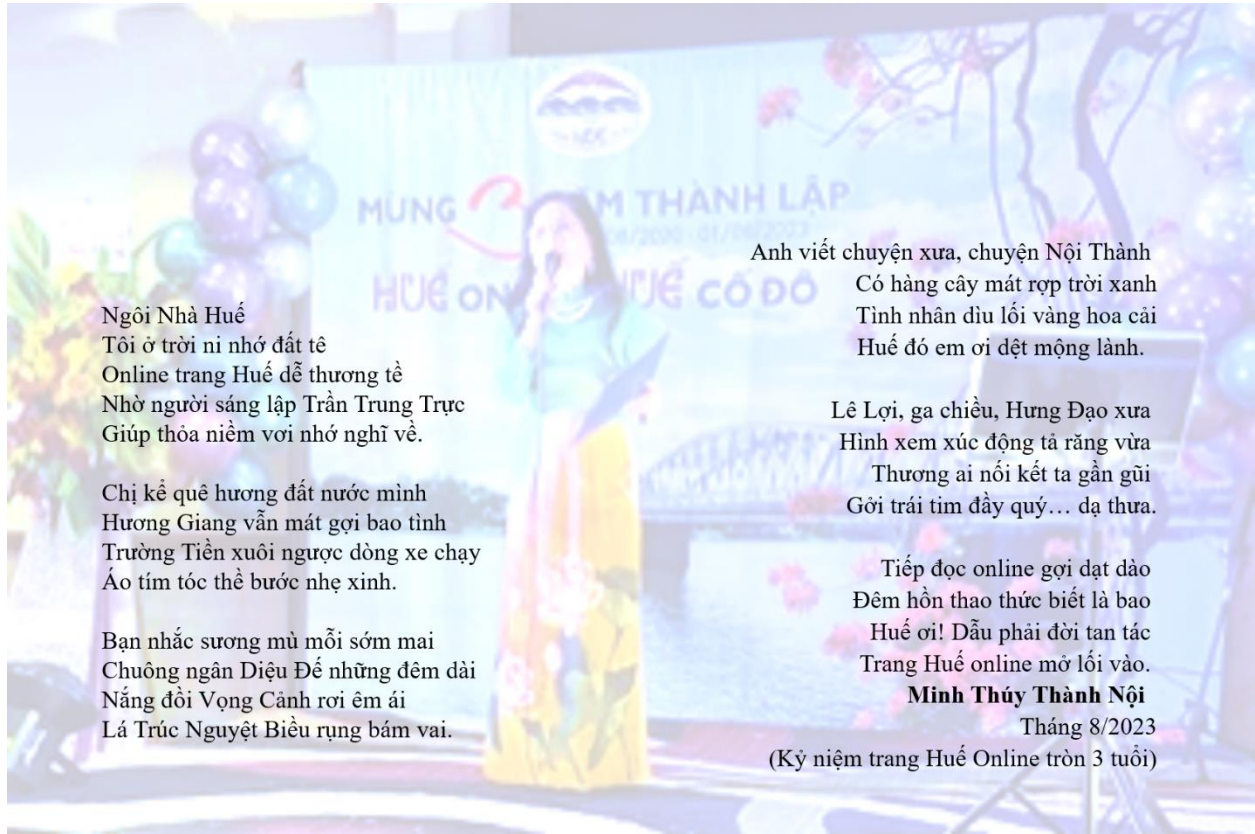 MỪNG 3 NĂM THÀNH LẬP
/2020 - 01/08/2023
HUẾ ON HUẾ CỐ ĐÔ
Ngôi Nhà Huế
Tôi ở trời ni nhớ đất tê
Online trang Huế dễ thương tề
Nhờ người sáng lập Trần Trung Trực
Giúp thỏa niềm vơi nhớ nghĩ về.
Chị kể quê hương đất nước mình
Hương Giang vẫn mát gợi bao tình
Trường Tiền xuôi ngược dòng xe chạy
Áo tím tóc thề bước nhẹ xinh.
Bạn nhắc sương mù mỗi sớm mai
Chuông ngân Diệu Đế những đêm dài
Nắng đồi Vọng Cảnh rơi êm ái
Lá Trúc Nguyệt Biều rụng bám vai.
Anh viết chuyện xưa, chuyện Nội Thành
Có hàng cây mát rợp trời xanh
Tình nhân dìu lối vàng hoa cải
Huế đó em ơi dệt mộng lành.
Lê Lợi, ga chiều, Hưng Đạo xưa
Hình xem xúc động tả răng vừa
Thương ai nối kết ta gần gũi
Gởi trái tim đầy quý… dạ thưa.
Tiếp đọc online gợi dạt dào
Đêm hồn thao thức biết là bao
Huế ơi! Dẫu phải đời tan tác
Trang Huế online mở lối vào.
Minh Thúy Thành Nội
Tháng 8/2023
(Kỷ niệm trang Huế Online tròn 3 tuổi)